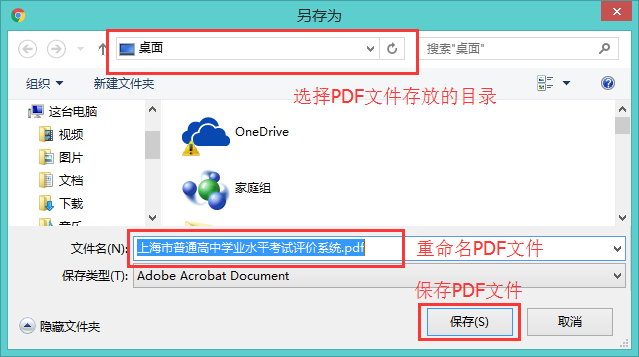 另存为
桌面
搜索"桌面"
组织
新建文件夹
选择PDF文件存放的目录
这台电脑
视频
图片
文档
下载
音乐
OneDrive
家庭组
文件名(N):
上海市普通高中学业水平考试评价系统.pdf
重命名PDF文件
保存类型(T):
Adobe Acrobat Document
保存PDF文件
隐藏文件夹
保存(S)
取消